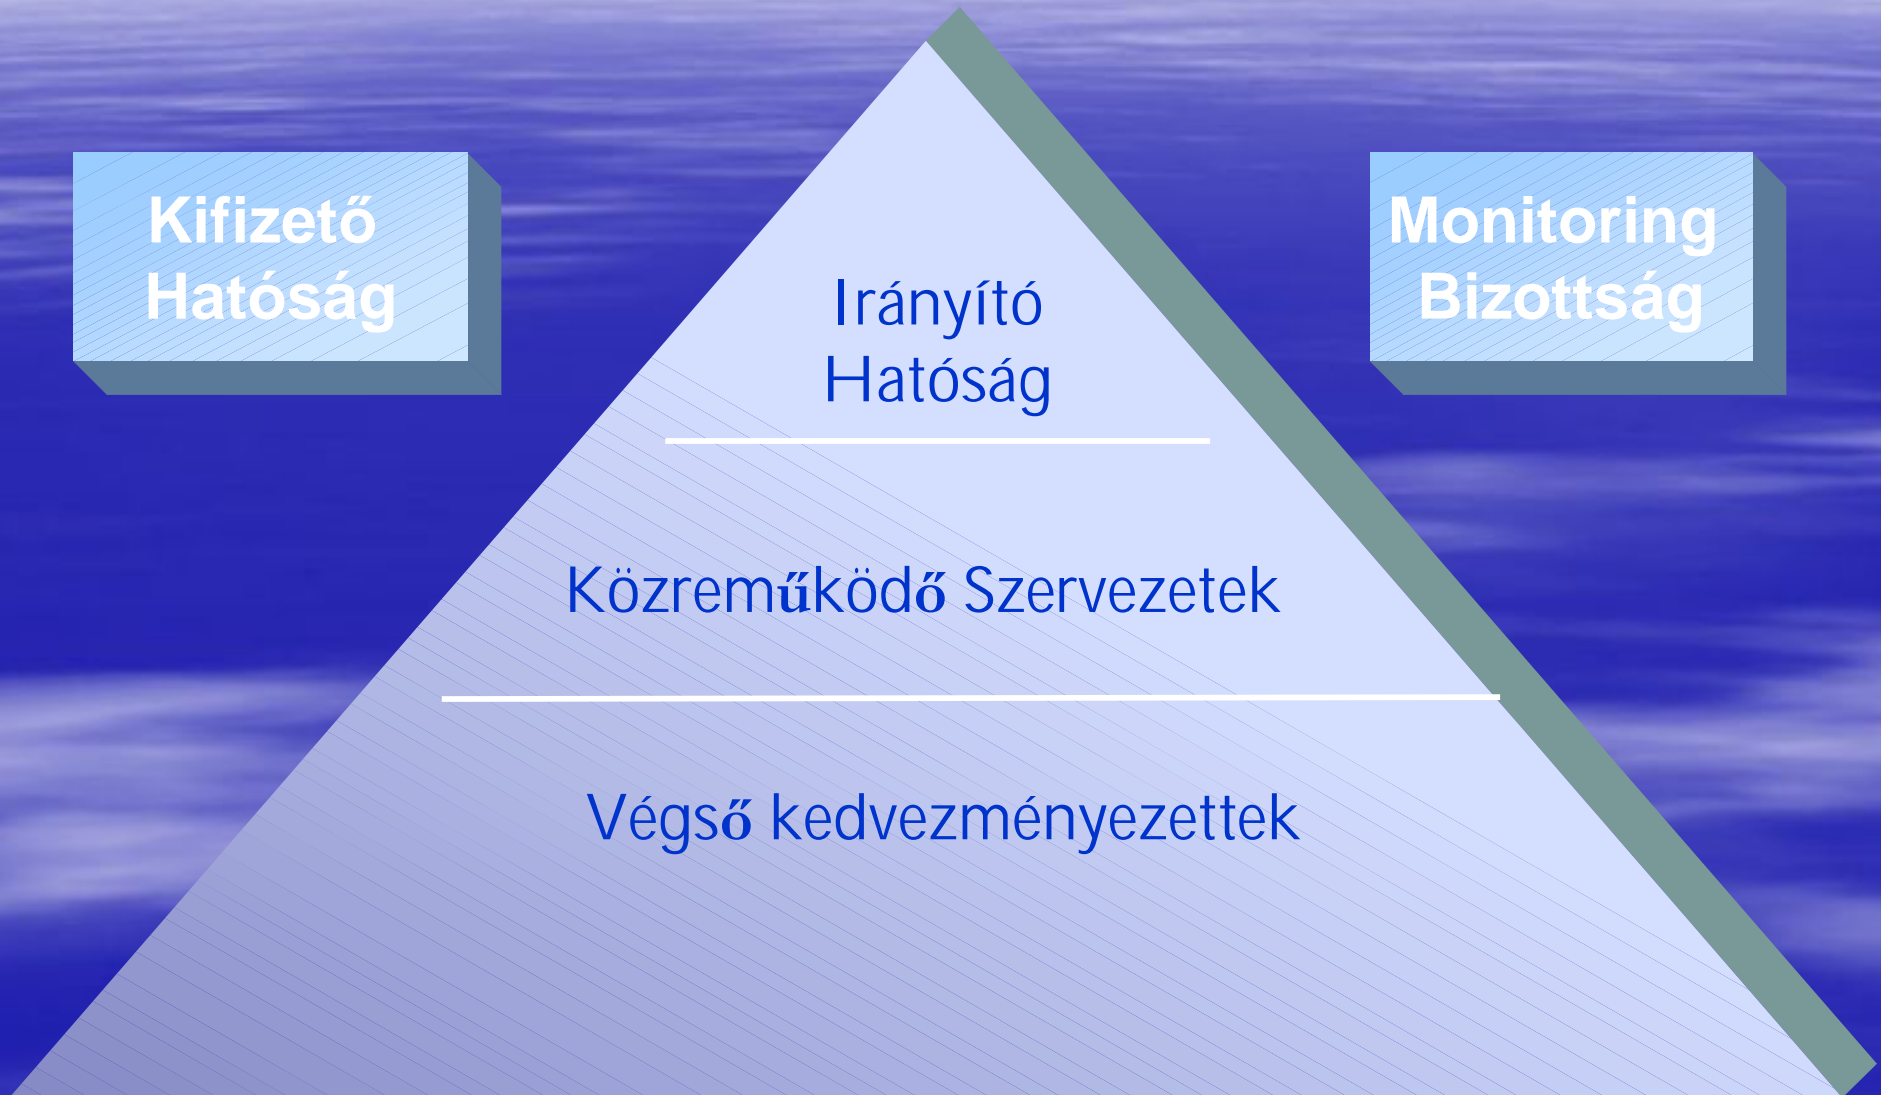 Kifizető
Hatóság
Monitoring
Bizottság
Irányító
Hatóság
Közreműködő Szervezetek
Végső kedvezményezettek